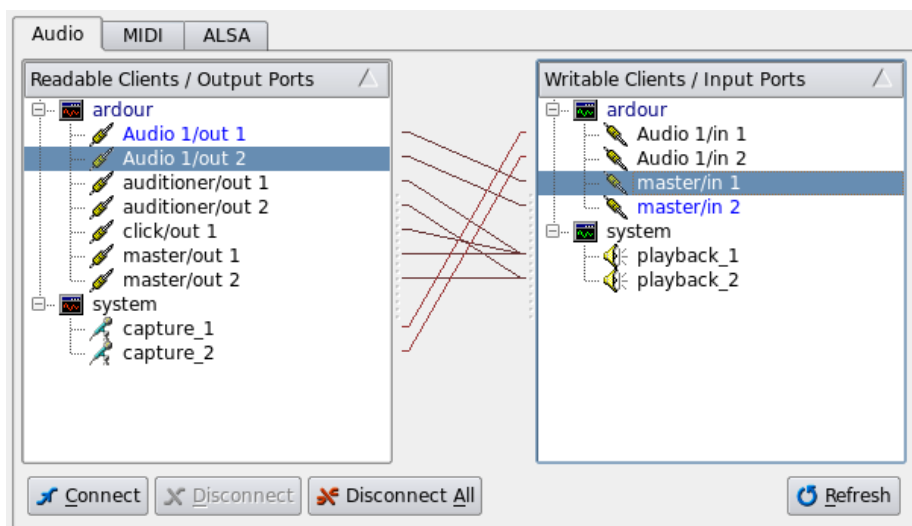 Audio
MIDI
ALSA
Readable Clients / Output Ports
ardour
Audio 1/out 1
Audio 1/out 2
auditioner/out 1
auditioner/out 2
click/out 1
master/out 1
master/out 2
system
capture_1
capture_2
Writable Clients / Input Ports
ardour
Audio 1/in 1
Audio 1/in 2
master/in 1
master/in 2
system
playback_1
playback_2
Connect
Disconnect
Disconnect All
Refresh